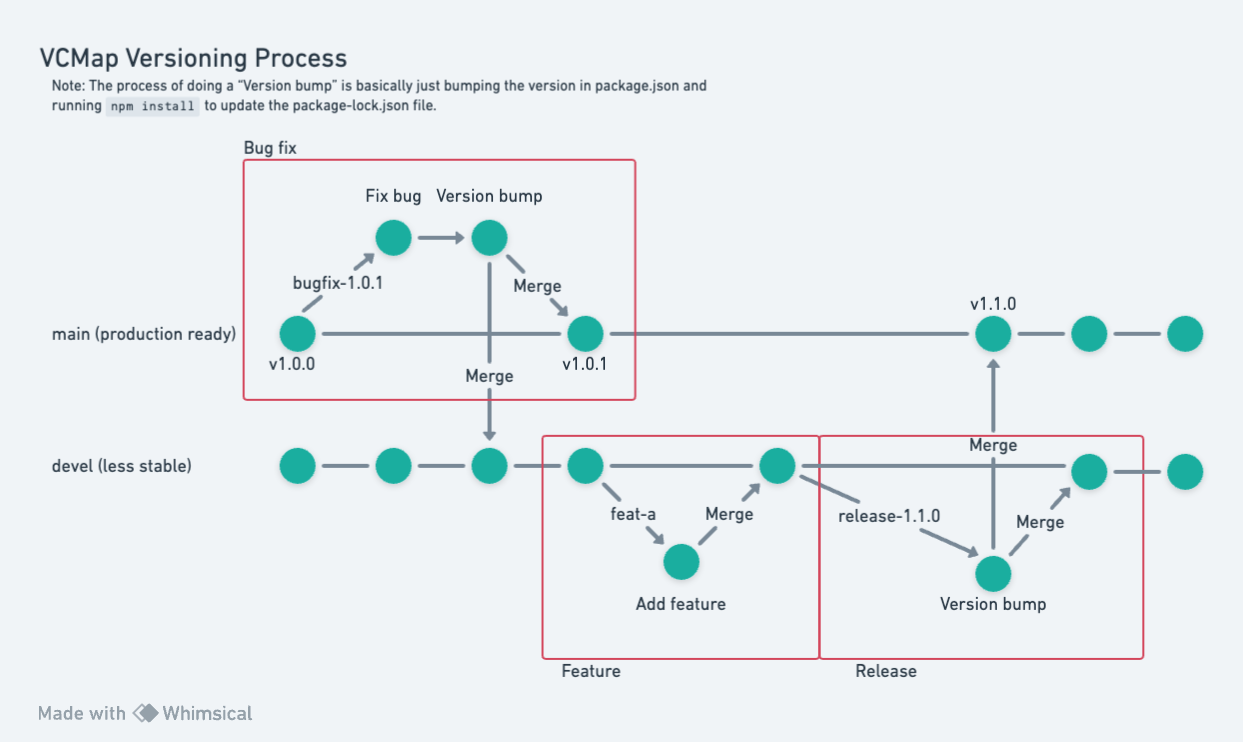 VCMap Versioning Process
Note: The process of doing a “Version bump” is basically just bumping the version in package.json and
running npm install to update the package-lock.json file.
Bug fix
Fix bug
Version bump
bugfix-1.0.1
Merge
main (production ready)
v1.0.0
v1.0.1
v1.1.0
Merge
devel (less stable)
Merge
feat-a
Merge
release-1.1.0
Merge
Add feature
Version bump
Feature
Release
Made with Whimsical